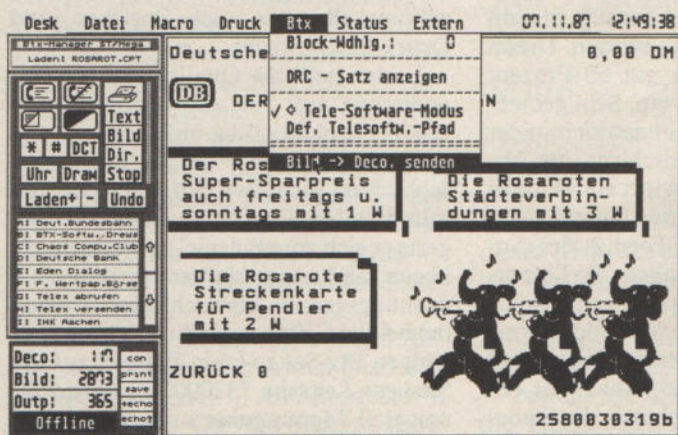 Desk Datei Macro Druck Btx Status Extern 07.11.87 12:49:38
Btx-Manager ST/Mega
Laden! ROSAROT.CPT
Text
Bild
* # DCT Dir.
Uhr Draw Stop
Laden+ - Undo
A: Deut.Bundesbahn
B: BTX-Softw.,Drews
C: Chaos Compu.Club
D: Deutsche Bank
E: Eden Dialog
F: F. Wertpap.Börse
G: Telex abrufen
H: Telex versenden
I: IHK Aachen
Deco: 117 con
Bild: 2873 print
save
Outp: 365 +echo
Offline echo?
Block-Wdhlg.: 0
DRC - Satz anzeigen
✓ Tele-Software-Modus
Def. Telesoftw.-Pfad
Bild -> Deco. senden
Deutsche 0,00 DM
DB DER N
Der Ros
Super-Sparpreis
auch freitags u.
sonntags mit 1 W
Die Rosaroten
Städteverbin-
dungen mit 3 W
Die Rosarote
Streckenkarte
für Pendler
mit 2 W
ZURÜCK 0
2580030319b